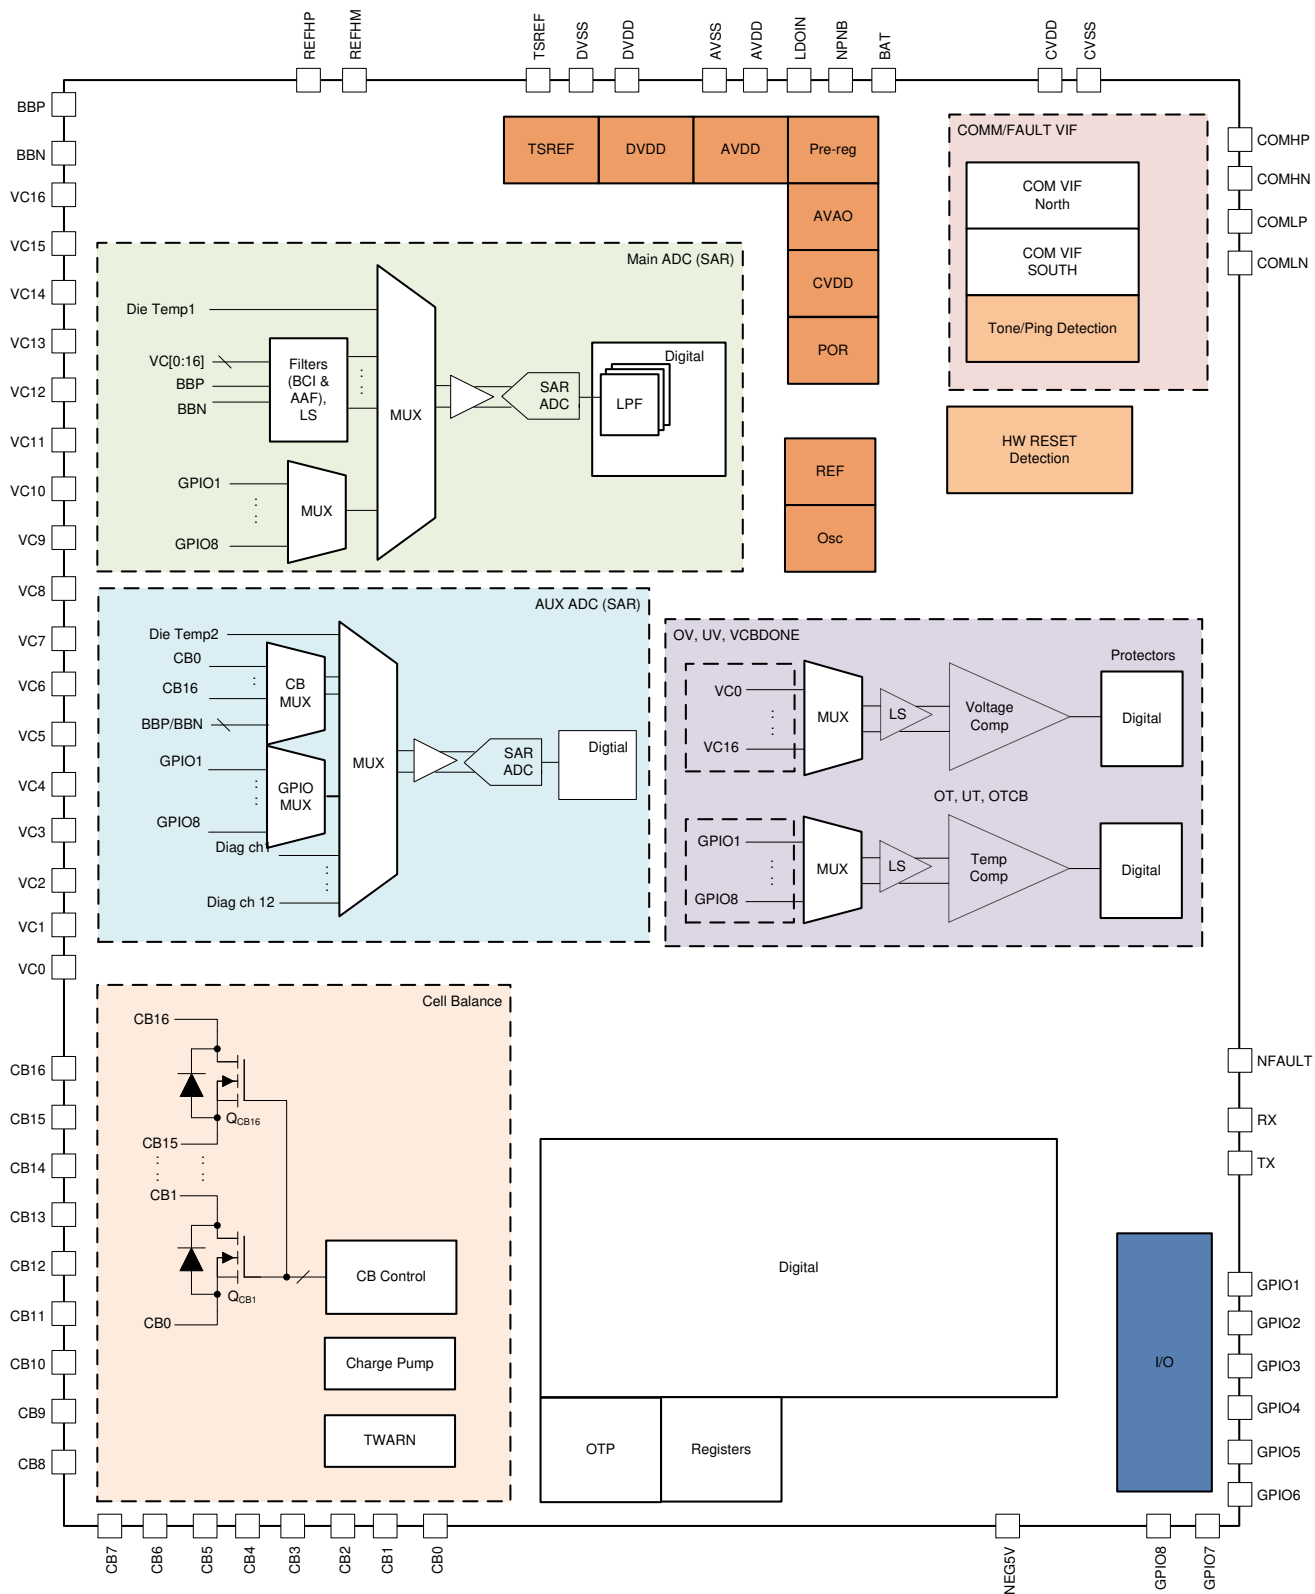 REFHP
REFHM
TSREF
DVSS
DVDD
AVSS
AVDD
LDOIN
NPNB
BAT
CVDD
CVSS
BBP
BBN
VC16
VC15
VC14
VC13
VC12
VC11
VC10
VC9
VC8
VC7
VC6
VC5
VC4
VC3
VC2
VC1
VC0
CB16
CB15
CB14
CB13
CB12
CB11
CB10
CB9
CB8
TSREF
DVDD
AVDD
Pre-reg
AVAO
CVDD
POR
REF
Osc
COMM/FAULT VIF
COM VIF
North
COM VIF
SOUTH
Tone/Ping Detection
HW RESET
Detection
COMHP
COMHN
COMLP
COMLN
Main ADC (SAR)
Die Temp1
VC[0:16]
BBP
BBN
Filters
(BCI &
AAF),
LS
GPIO1
GPIO8
MUX
MUX
SAR
ADC
Digital
LPF
AUX ADC (SAR)
Die Temp2
CB0
CB16
BBP/BBN
CB
MUX
GPIO1
GPIO8
GPIO
MUX
Diag ch1
Diag ch 12
MUX
SAR
ADC
Digtial
OV, UV, VCBDONE
Protectors
VC0
VC16
MUX
LS
Voltage
Comp
Digital
OT, UT, OTCB
GPIO1
GPIO8
MUX
LS
Temp
Comp
Digital
Cell Balance
CB16
QCB16
CB15
CB1
QCB1
CB0
CB Control
Charge Pump
TWARN
Digital
OTP
Registers
I/O
NFAULT
RX
TX
GPIO1
GPIO2
GPIO3
GPIO4
GPIO5
GPIO6
CB7
CB6
CB5
CB4
CB3
CB2
CB1
CB0
NEG5V
GPIO8
GPIO7